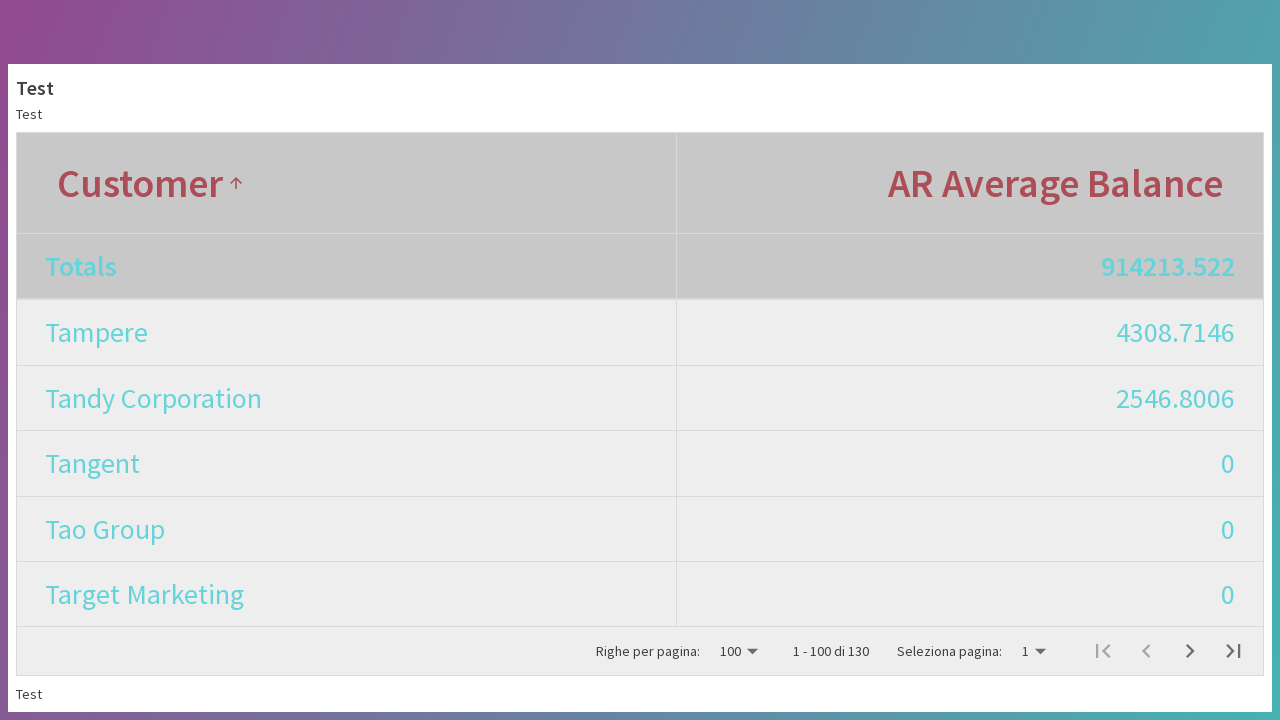 Test
Test
Customer AR Average Balance
Totals 914213.522
Tampere 4308.7146
Tandy Corporation 2546.8006
Tangent 0
Tao Group 0
Target Marketing 0
Righe per pagina: 100 1 - 100 di 130 Seleziona pagina: 1
Test